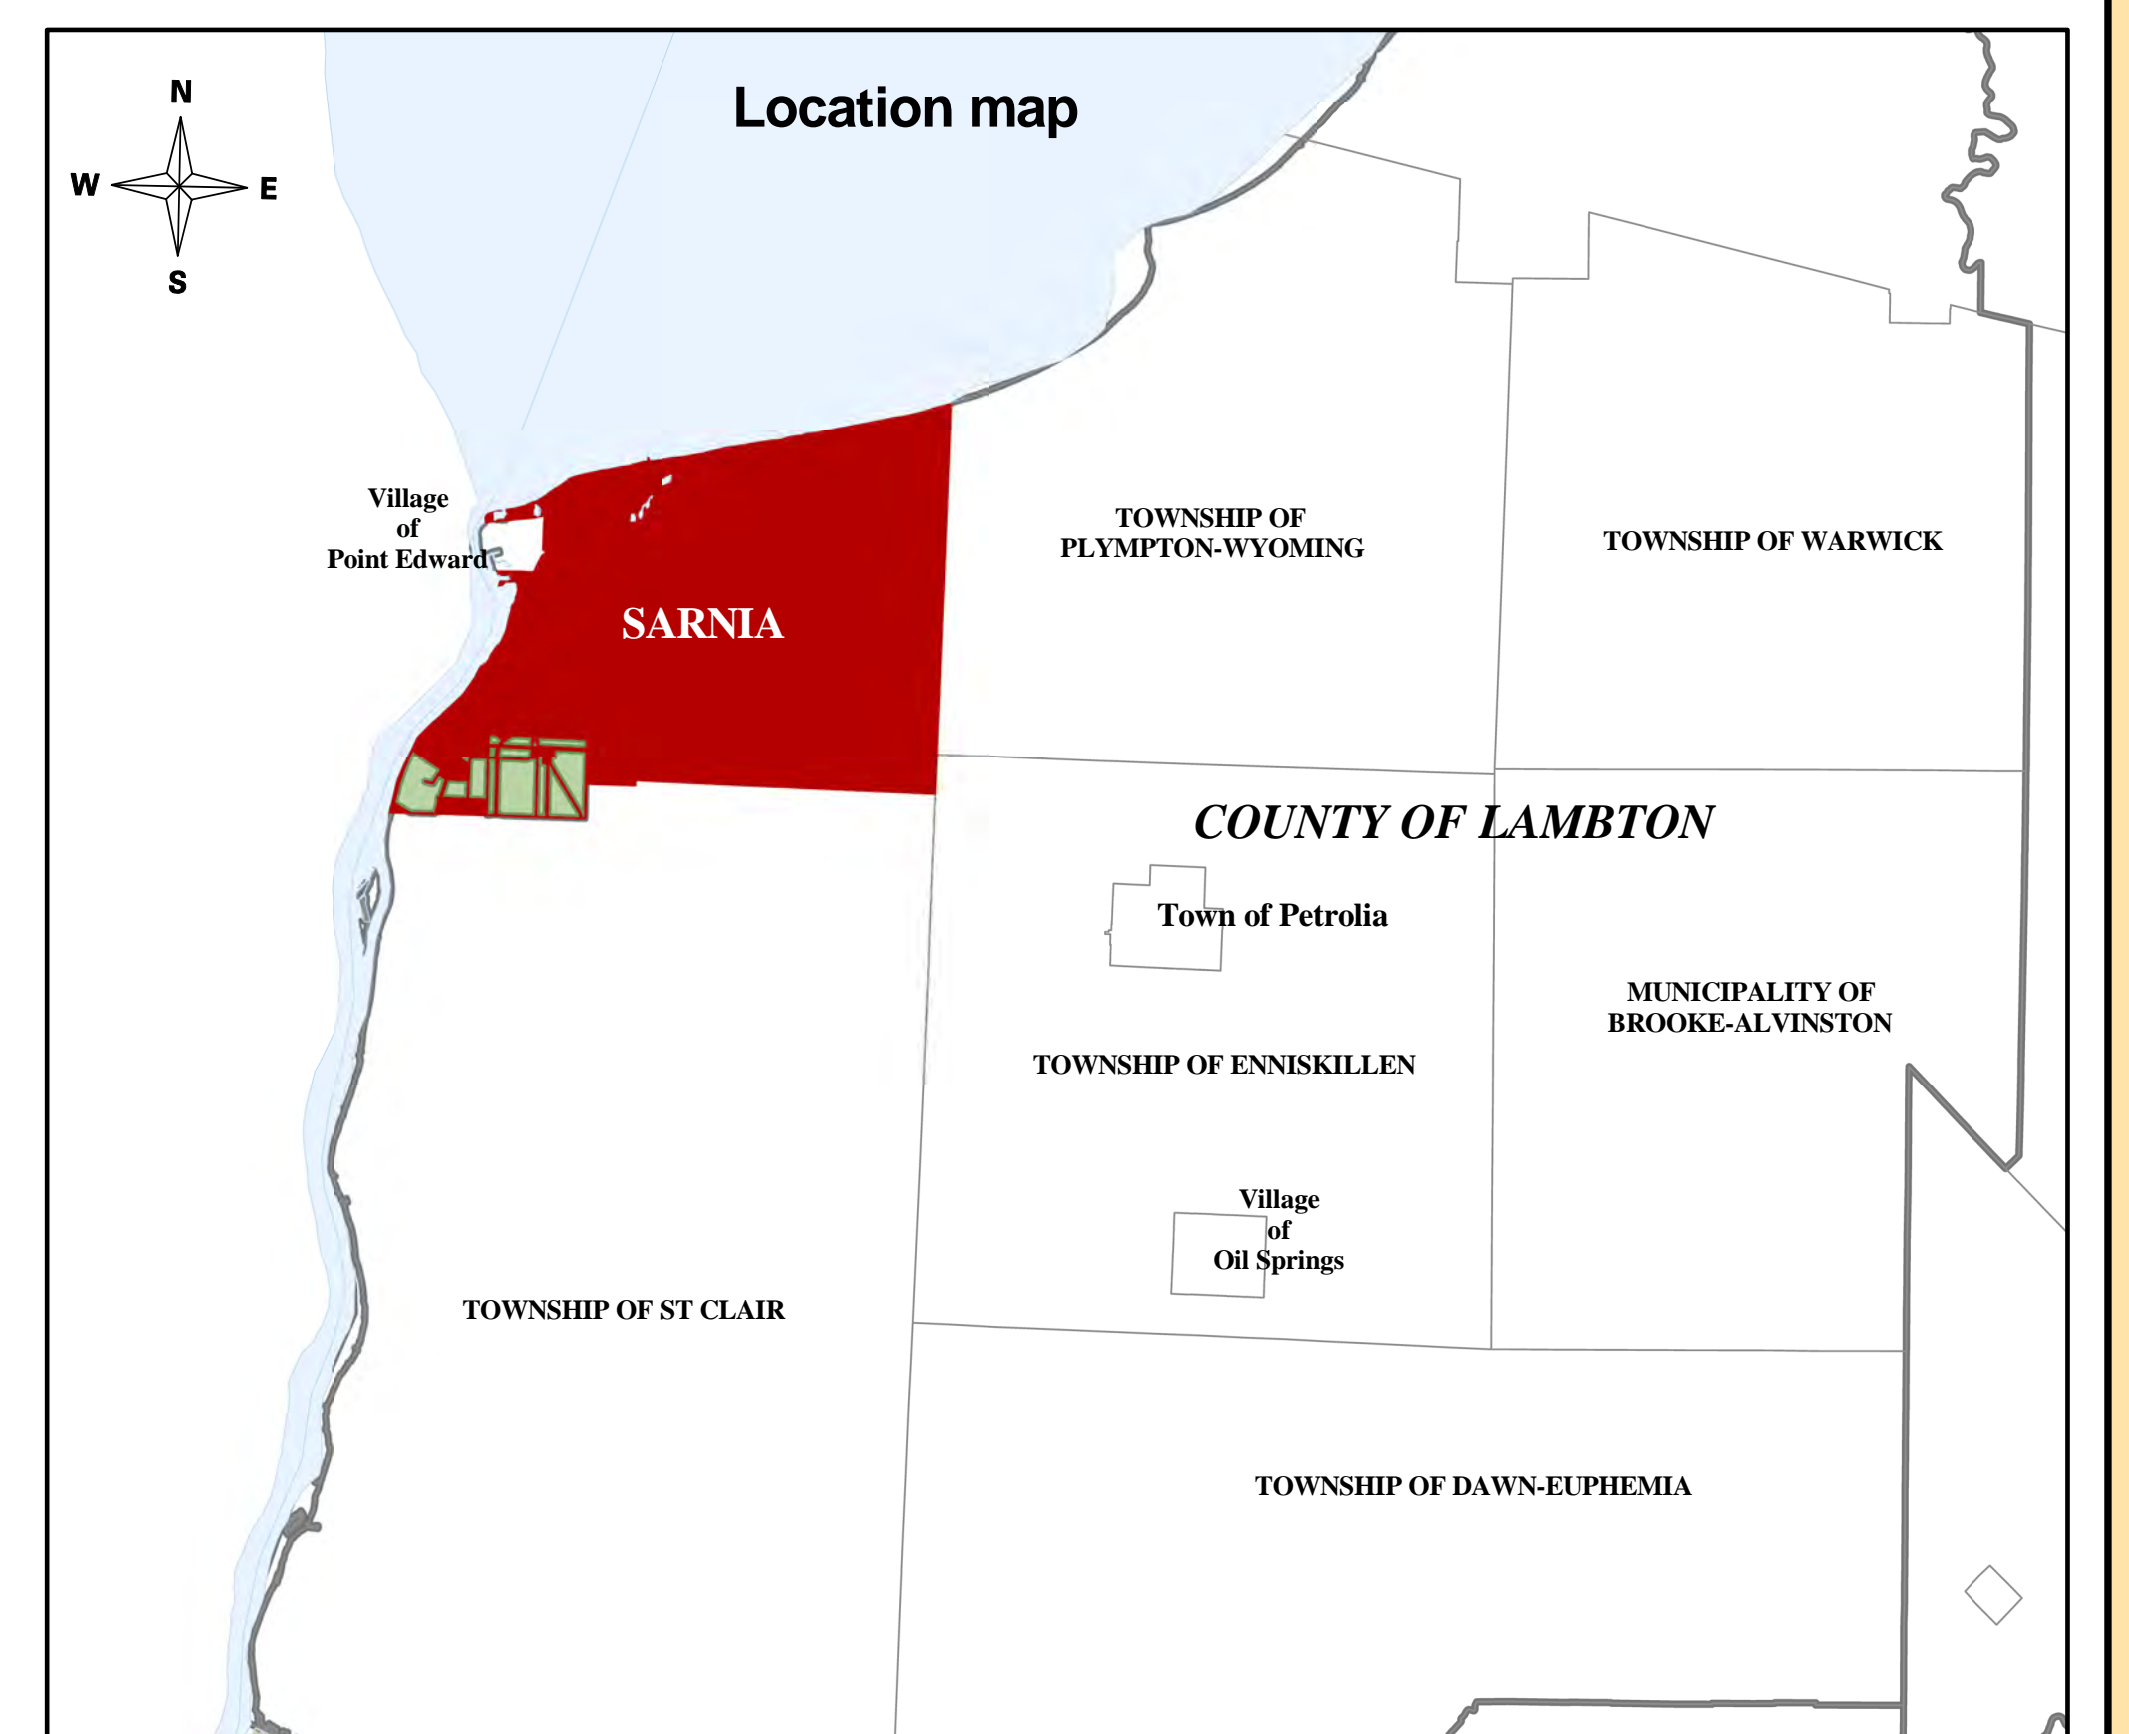 Location map
N
W
E
S
Village
of
Point Edward
TOWNSHIP OF
PLYMPTON-WYOMING
TOWNSHIP OF WARWICK
SARNIA
COUNTY OF LAMBTON
Town of Petrolia
MUNICIPALITY OF
BROOKE-ALVINSTON
TOWNSHIP OF ENNISKILLEN
Village
of
Oil Springs
TOWNSHIP OF ST CLAIR
TOWNSHIP OF DAWN-EUPHEMIA